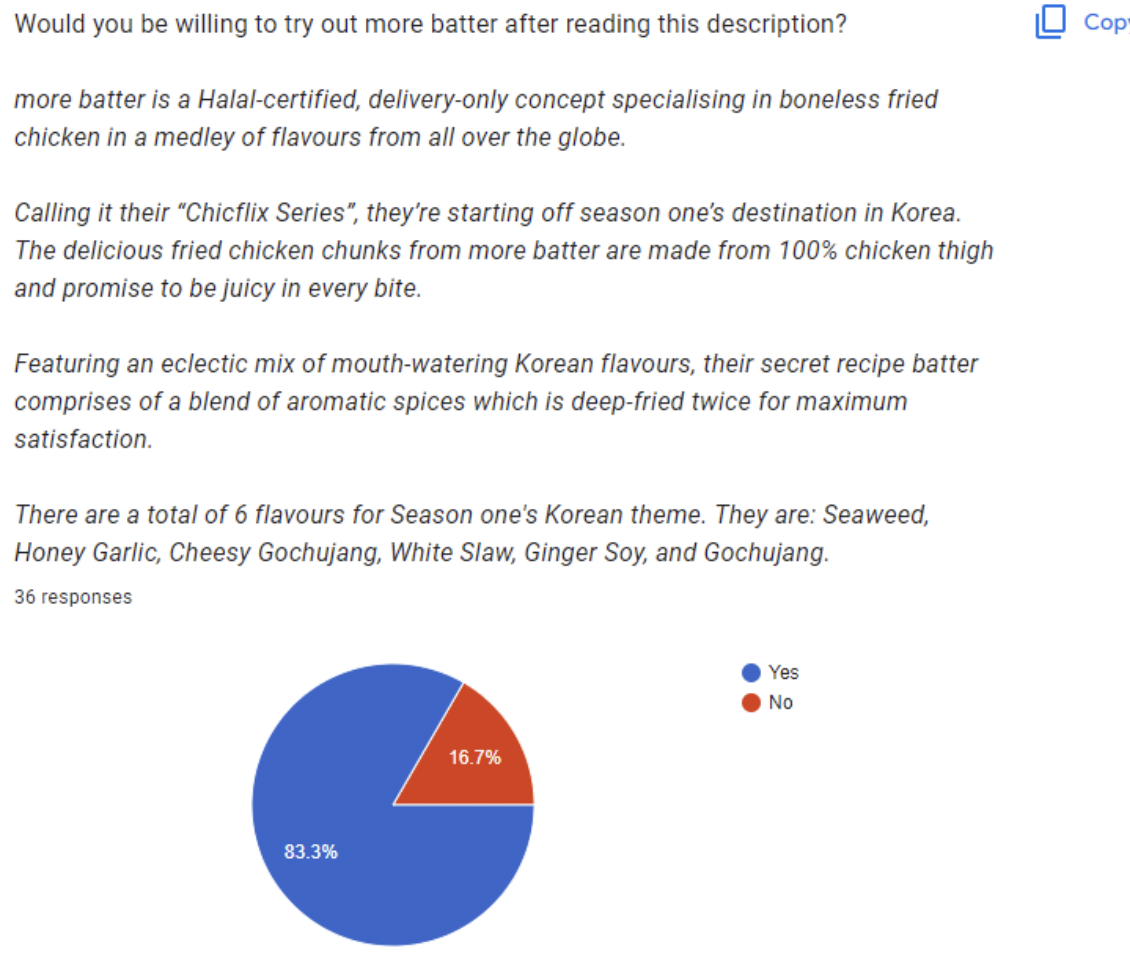 Would you be willing to try out more batter after reading this description?
Copy
more batter is a Halal-certified, delivery-only concept specialising in boneless fried
chicken in a medley of flavours from all over the globe.
Calling it their “Chicflix Series”, they’re starting off season one’s destination in Korea.
The delicious fried chicken chunks from more batter are made from 100% chicken thigh
and promise to be juicy in every bite.
Featuring an eclectic mix of mouth-watering Korean flavours, their secret recipe batter
comprises of a blend of aromatic spices which is deep-fried twice for maximum
satisfaction.
There are a total of 6 flavours for Season one's Korean theme. They are: Seaweed,
Honey Garlic, Cheesy Gochujang, White Slaw, Ginger Soy, and Gochujang.
36 responses
Yes
No
16.7%
83.3%